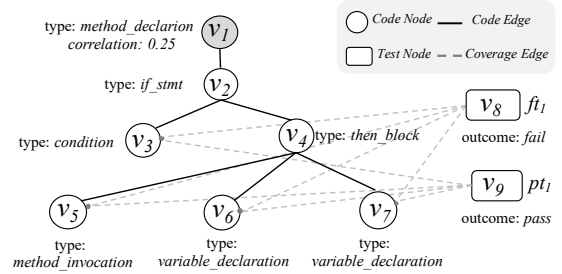 type: method_declarion
correlation: 0.25
v1
Code Node
Code Edge
Test Node
Coverage Edge
type: if_stmt
v2
type: condition
v3
v4
type: then_block
v8
ft1
outcome: fail
v9
pt1
outcome: pass
v5
v6
v7
type:
method_invocation
type:
variable_declaration
type:
variable_declaration